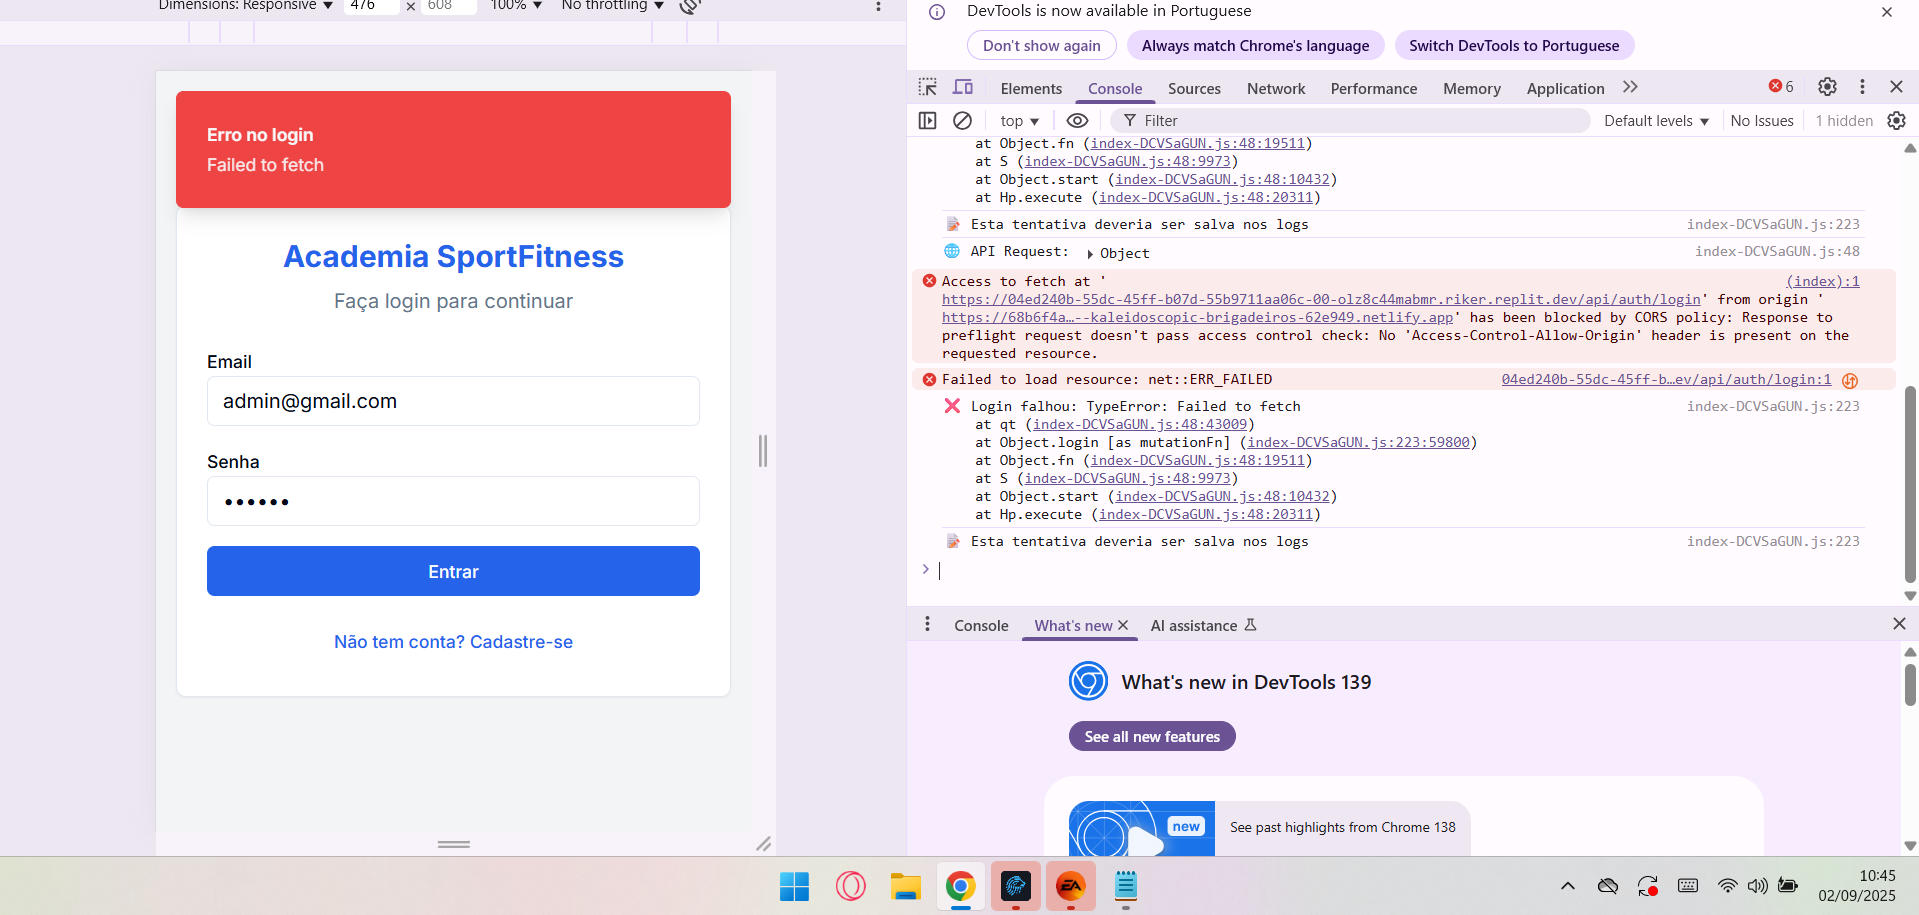 Dimensions: Responsive ▼ 476 × 608 100% ▼ No throttling ▼
Erro no login
Failed to fetch
Academia SportFitness
Faça login para continuar
Email
admin@gmail.com
Senha
••••••
Entrar
Não tem conta? Cadastre-se
DevTools is now available in Portuguese
Don't show again Always match Chrome's language Switch DevTools to Portuguese
Elements Console Sources Network Performance Memory Application 6
top ▼ Filter Default levels ▼ No Issues 1 hidden
at Object.fn (index-DCVSaGUN.js:48:19511)
at S (index-DCVSaGUN.js:48:9973)
at Object.start (index-DCVSaGUN.js:48:10432)
at Hp.execute (index-DCVSaGUN.js:48:20311)
Esta tentativa deveria ser salva nos logs index-DCVSaGUN.js:223
API Request: ▶ Object index-DCVSaGUN.js:48
Access to fetch at ' (index):1
https://04ed240b-55dc-45ff-b07d-55b9711aa06c-00-olz8c44mabmr.riker.replit.dev/api/auth/login' from origin '
https://68b6f4a…--kaleidoscopic-brigadeiros-62e949.netlify.app' has been blocked by CORS policy: Response to
preflight request doesn't pass access control check: No 'Access-Control-Allow-Origin' header is present on the
requested resource.
Failed to load resource: net::ERR_FAILED 04ed240b-55dc-45ff-b…ev/api/auth/login:1
Login falhou: TypeError: Failed to fetch index-DCVSaGUN.js:223
at qt (index-DCVSaGUN.js:48:43009)
at Object.login [as mutationFn] (index-DCVSaGUN.js:223:59800)
at Object.fn (index-DCVSaGUN.js:48:19511)
at S (index-DCVSaGUN.js:48:9973)
at Object.start (index-DCVSaGUN.js:48:10432)
at Hp.execute (index-DCVSaGUN.js:48:20311)
Esta tentativa deveria ser salva nos logs index-DCVSaGUN.js:223
Console What's new AI assistance
What's new in DevTools 139
See all new features
new
See past highlights from Chrome 138
EA
10:45
02/09/2025